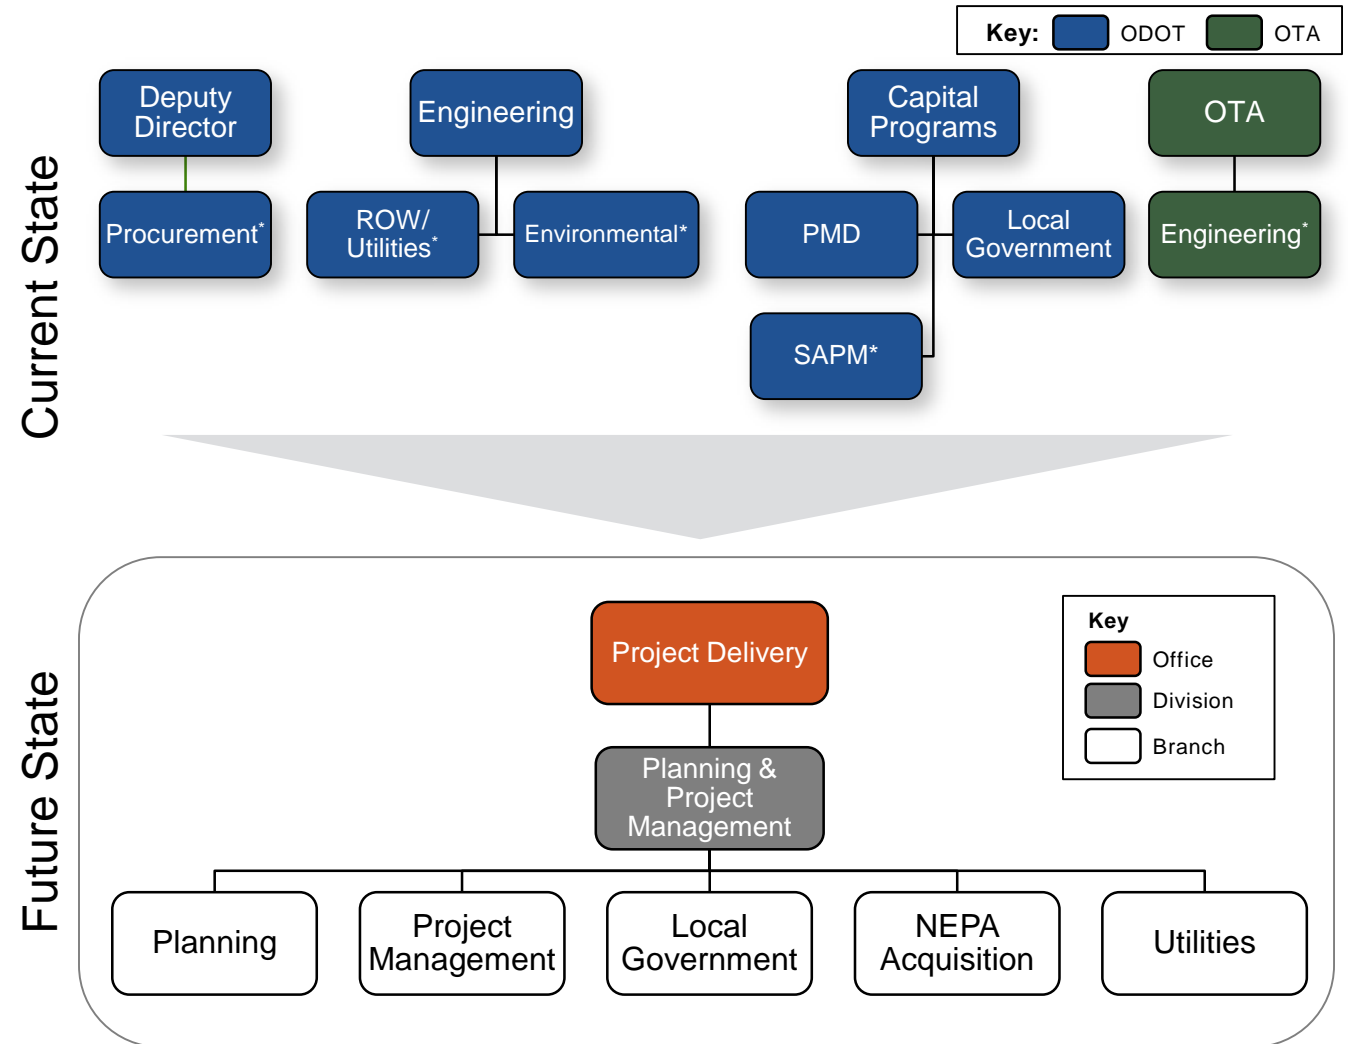 Key: ODOT OTA
Current State
Deputy
Director
Engineering
Capital
Programs
OTA
Procurement*
ROW/
Utilities*
Environmental*
PMD
Local
Government
Engineering*
SAPM*
Future State
Project Delivery
Key
Office
Division
Branch
Planning &
Project
Management
Planning
Project
Management
Local
Government
NEPA
Acquisition
Utilities